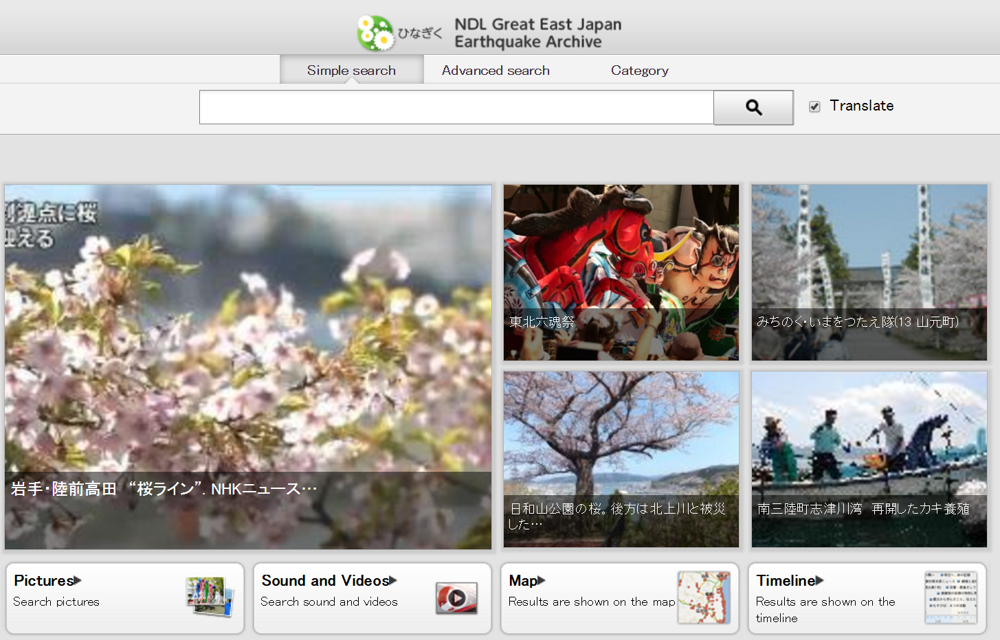 ひなぎく
NDL Great East Japan
Earthquake Archive
Simple search
Advanced search
Category
Translate
点に桜
迎える
岩手・陸前高田 “桜ライン”. NHKニュース…
東北六魂祭
みちのく・いまをつたえ隊(13 山元町)
日和山公園の桜。後方は北上川と被災
した…
南三陸町志津川湾 再開したカキ養殖
Pictures
Search pictures
Sound and Videos
Search sound and videos
Map
Results are shown on the map
Timeline
Results are shown on the
timeline